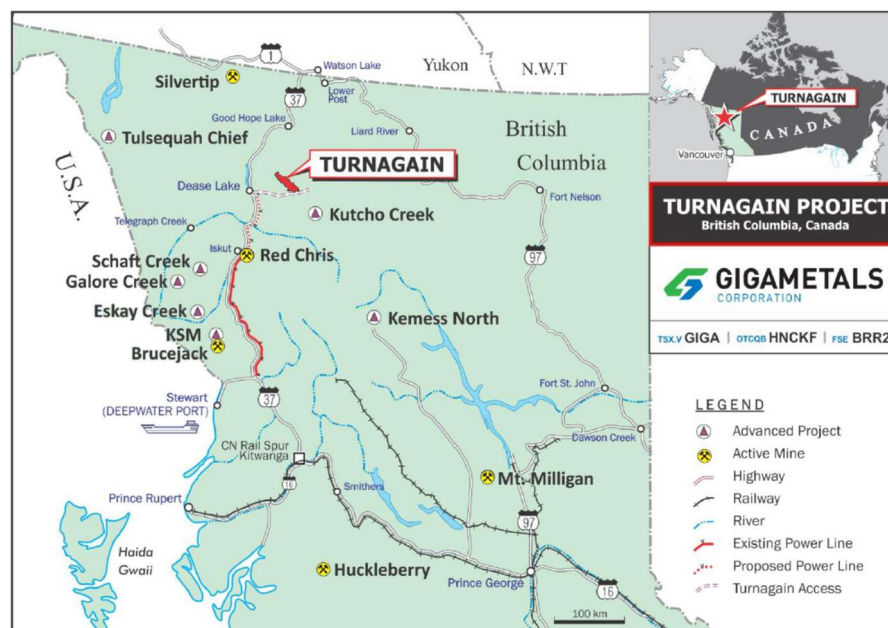 1
Watson Lake
Yukon
N.W.T
Silvertip
Lower
Post
37
Good Hope Lake
Liard River
British
Columbia
Tulsequah Chief
U.S.A.
TURNAGAIN
Dease Lake
Fort Nelson
Kutcho Creek
Telegraph Creek
Iskut
Red Chris
97
Schaft Creek
Galore Creek
Eskay Creek
Kemess North
KSM
Brucejack
Stewart
(DEEPWATER PORT)
37
Fort St. John
CN Rail Spur
Kitwanga
Dawson Creek
16
Smithers
Mt. Milligan
Prince Rupert
97
Haida
Gwaii
Huckleberry
Prince George
16
100 km
TURNAGAIN
CANADA
Vancouver
TURNAGAIN PROJECT
British Columbia, Canada
GIGAMETALS
CORPORATION
TSX.V GIGA | OTCQB HNCKF | FSE BRR2
LEGEND
Advanced Project
Active Mine
Highway
Railway
River
Existing Power Line
Proposed Power Line
Turnagain Access